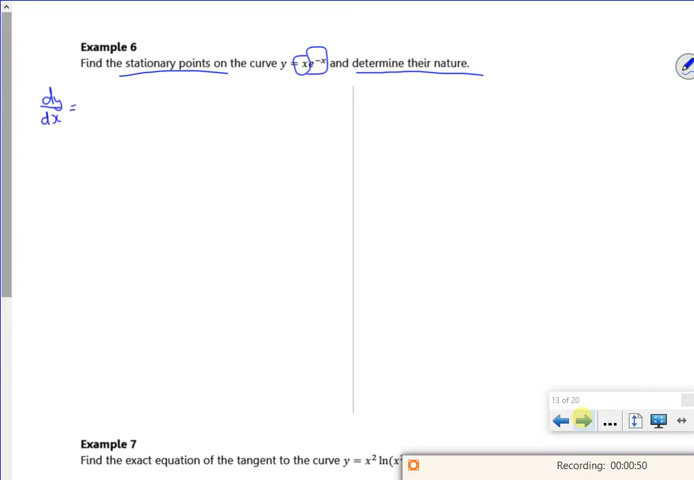 Example 6
Find the stationary points on the curve y = xe⁻ˣ and determine their nature.
dy/dx =
13 of 20
Example 7
Find the exact equation of the tangent to the curve y = x² ln(x
Recording: 00:00:50